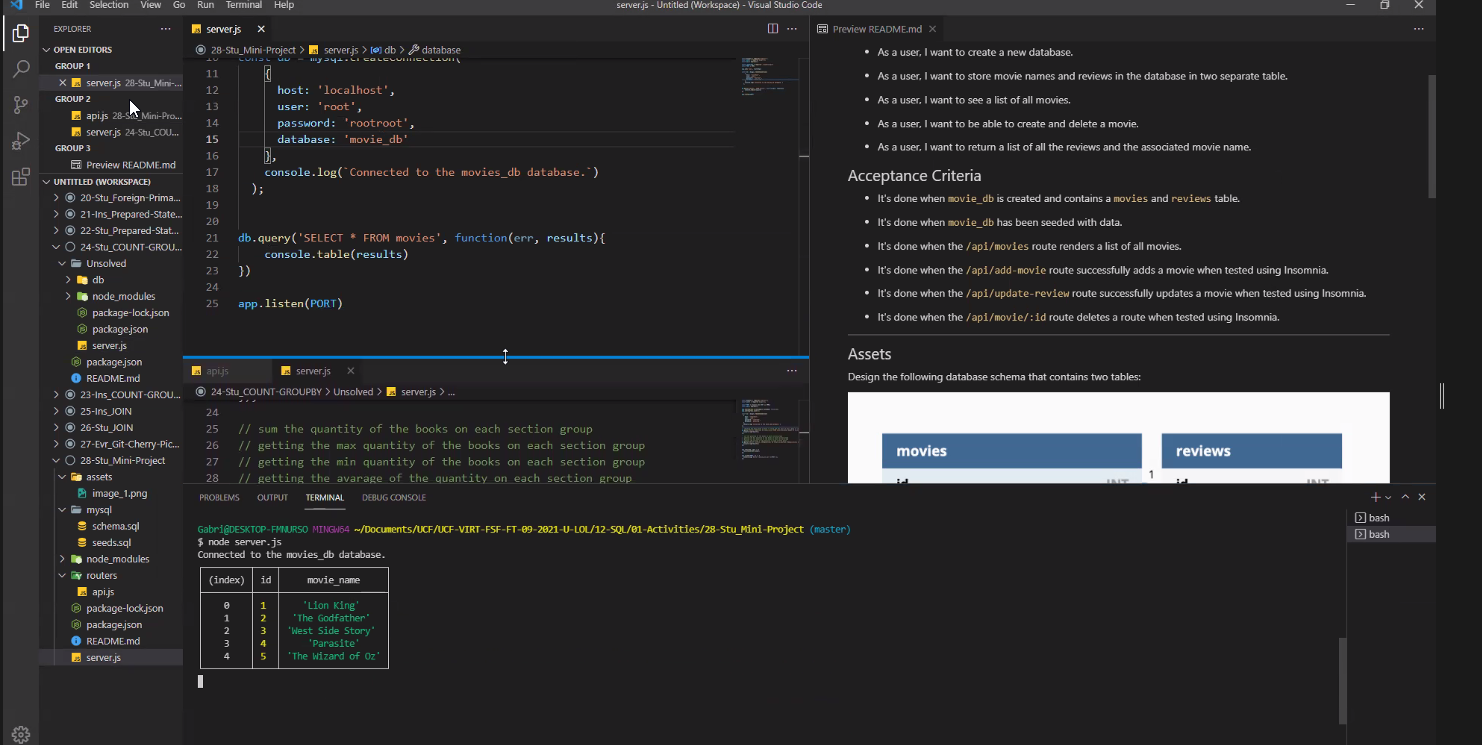 File Edit Selection View Go Run Terminal Help
server.js - Untitled (Workspace) - Visual Studio Code
EXPLORER
OPEN EDITORS
GROUP 1
server.js 28-Stu_Mini-...
GROUP 2
api.js 28-Stu_Mini-Pro...
server.js 24-Stu_COU...
GROUP 3
Preview README.md
UNTITLED (WORKSPACE)
20-Stu_Foreign-Prima...
21-Ins_Prepared-State...
22-Stu_Prepared-Stat...
24-Stu_COUNT-GROU...
Unsolved
db
node_modules
package-lock.json
package.json
server.js
package.json
README.md
23-Ins_COUNT-GROU...
25-Ins_JOIN
26-Stu_JOIN
27-Evr_Git-Cherry-Pic...
28-Stu_Mini-Project
assets
image_1.png
mysql
schema.sql
seeds.sql
node_modules
routers
api.js
package-lock.json
package.json
README.md
server.js
server.js
28-Stu_Mini-Project > server.js > db > database
10 const db = mysql.createConnection(
11 {
12 host: 'localhost',
13 user: 'root',
14 password: 'rootroot',
15 database: 'movie_db'
16 },
17 console.log(`Connected to the movies_db database.`)
18 );
19
20
21 db.query('SELECT * FROM movies', function(err, results){
22 console.table(results)
23 })
24
25 app.listen(PORT)
api.js server.js
24-Stu_COUNT-GROUPBY > Unsolved > server.js > ...
24
25 // sum the quantity of the books on each section group
26 // getting the max quantity of the books on each section group
27 // getting the min quantity of the books on each section group
28 // getting the avarage of the quantity on each section group
Preview README.md
As a user, I want to create a new database.
As a user, I want to store movie names and reviews in the database in two separate table.
As a user, I want to see a list of all movies.
As a user, I want to be able to create and delete a movie.
As a user, I want to return a list of all the reviews and the associated movie name.
Acceptance Criteria
It's done when movie_db is created and contains a movies and reviews table.
It's done when movie_db has been seeded with data.
It's done when the /api/movies route renders a list of all movies.
It's done when the /api/add-movie route successfully adds a movie when tested using Insomnia.
It's done when the /api/update-review route successfully updates a movie when tested using Insomnia.
It's done when the /api/movie/:id route deletes a route when tested using Insomnia.
Assets
Design the following database schema that contains two tables:
movies reviews
1
id INT id INT
PROBLEMS OUTPUT TERMINAL DEBUG CONSOLE
Gabri@DESKTOP-FMNURSO MINGW64 ~/Documents/UCF/UCF-VIRT-FSF-FT-09-2021-U-LOL/12-SQL/01-Activities/28-Stu_Mini-Project (master)
$ node server.js
Connected to the movies_db database.
(index) id movie_name
0 1 'Lion King'
1 2 'The Godfather'
2 3 'West Side Story'
3 4 'Parasite'
4 5 'The Wizard of Oz'
bash
bash